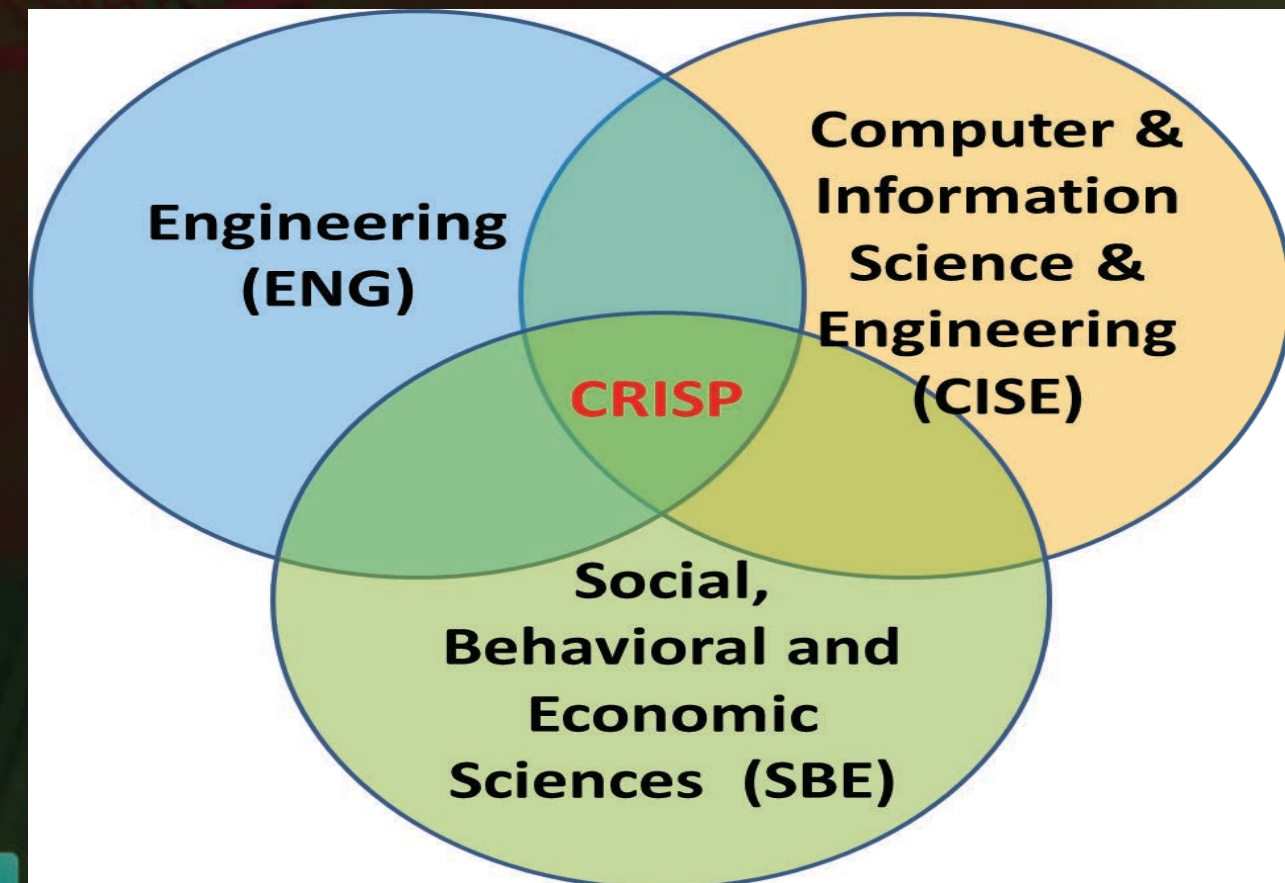 Engineering
(ENG)
Computer &
Information
Science &
Engineering
(CISE)
CRISP
Social,
Behavioral and
Economic
Sciences (SBE)